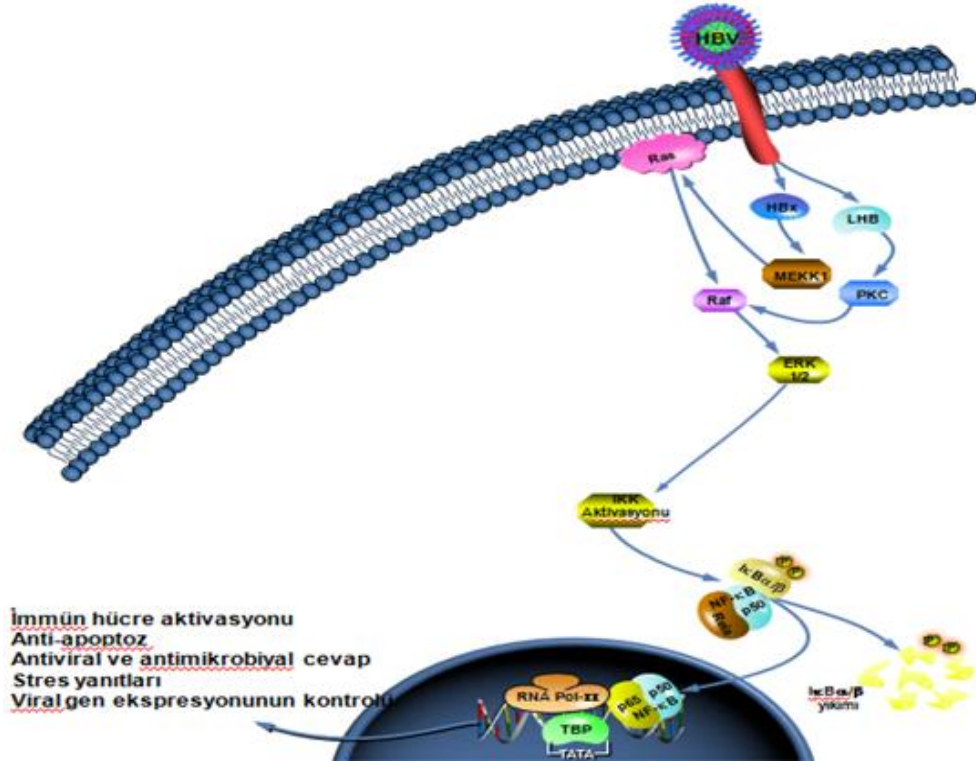 HBV
Ras
HBx
LHB
MEKK1
PKC
Raf
ERK
1/2
IKK
Aktivasyonu
P P
IκBα/β
NF-κB
p50
Rela
P P
IκBα/β
yıkımı
İmmün hücre aktivasyonu
Anti-apoptoz
Antiviral ve antimikrobiyal cevap
Stres yanıtları
Viral gen ekspresyonunun kontrolü
RNA Pol-II
p65
p50
NF-κB
TBP
TATA